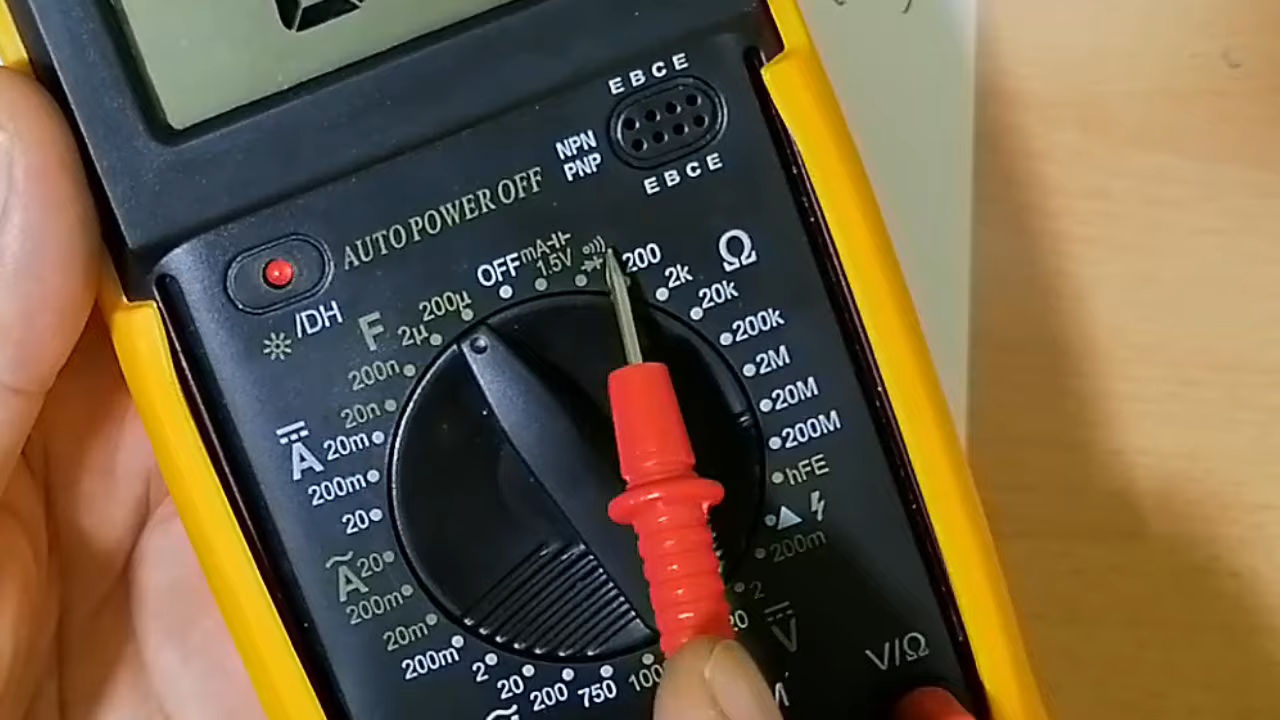 E B C E
NPN
PNP
E B C E
AUTO POWER OFF
/DH
OFF
mA
1.5V
200
Ω
2k
20k
200k
2M
20M
200M
hFE
200m
2
20
V
V/Ω
F
200µ
2µ
200n
20n
A
20m
200m
20
A
20
200m
20m
200m
2
20
200
750